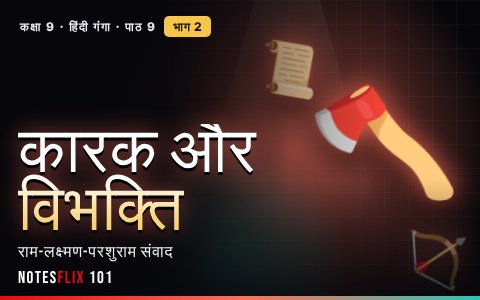 कक्षा 9 · हिंदी गंगा · पाठ 9 भाग 2
कारक और
विभक्ति
राम-लक्ष्मण-परशुराम संवाद
NOTESFLIX 101